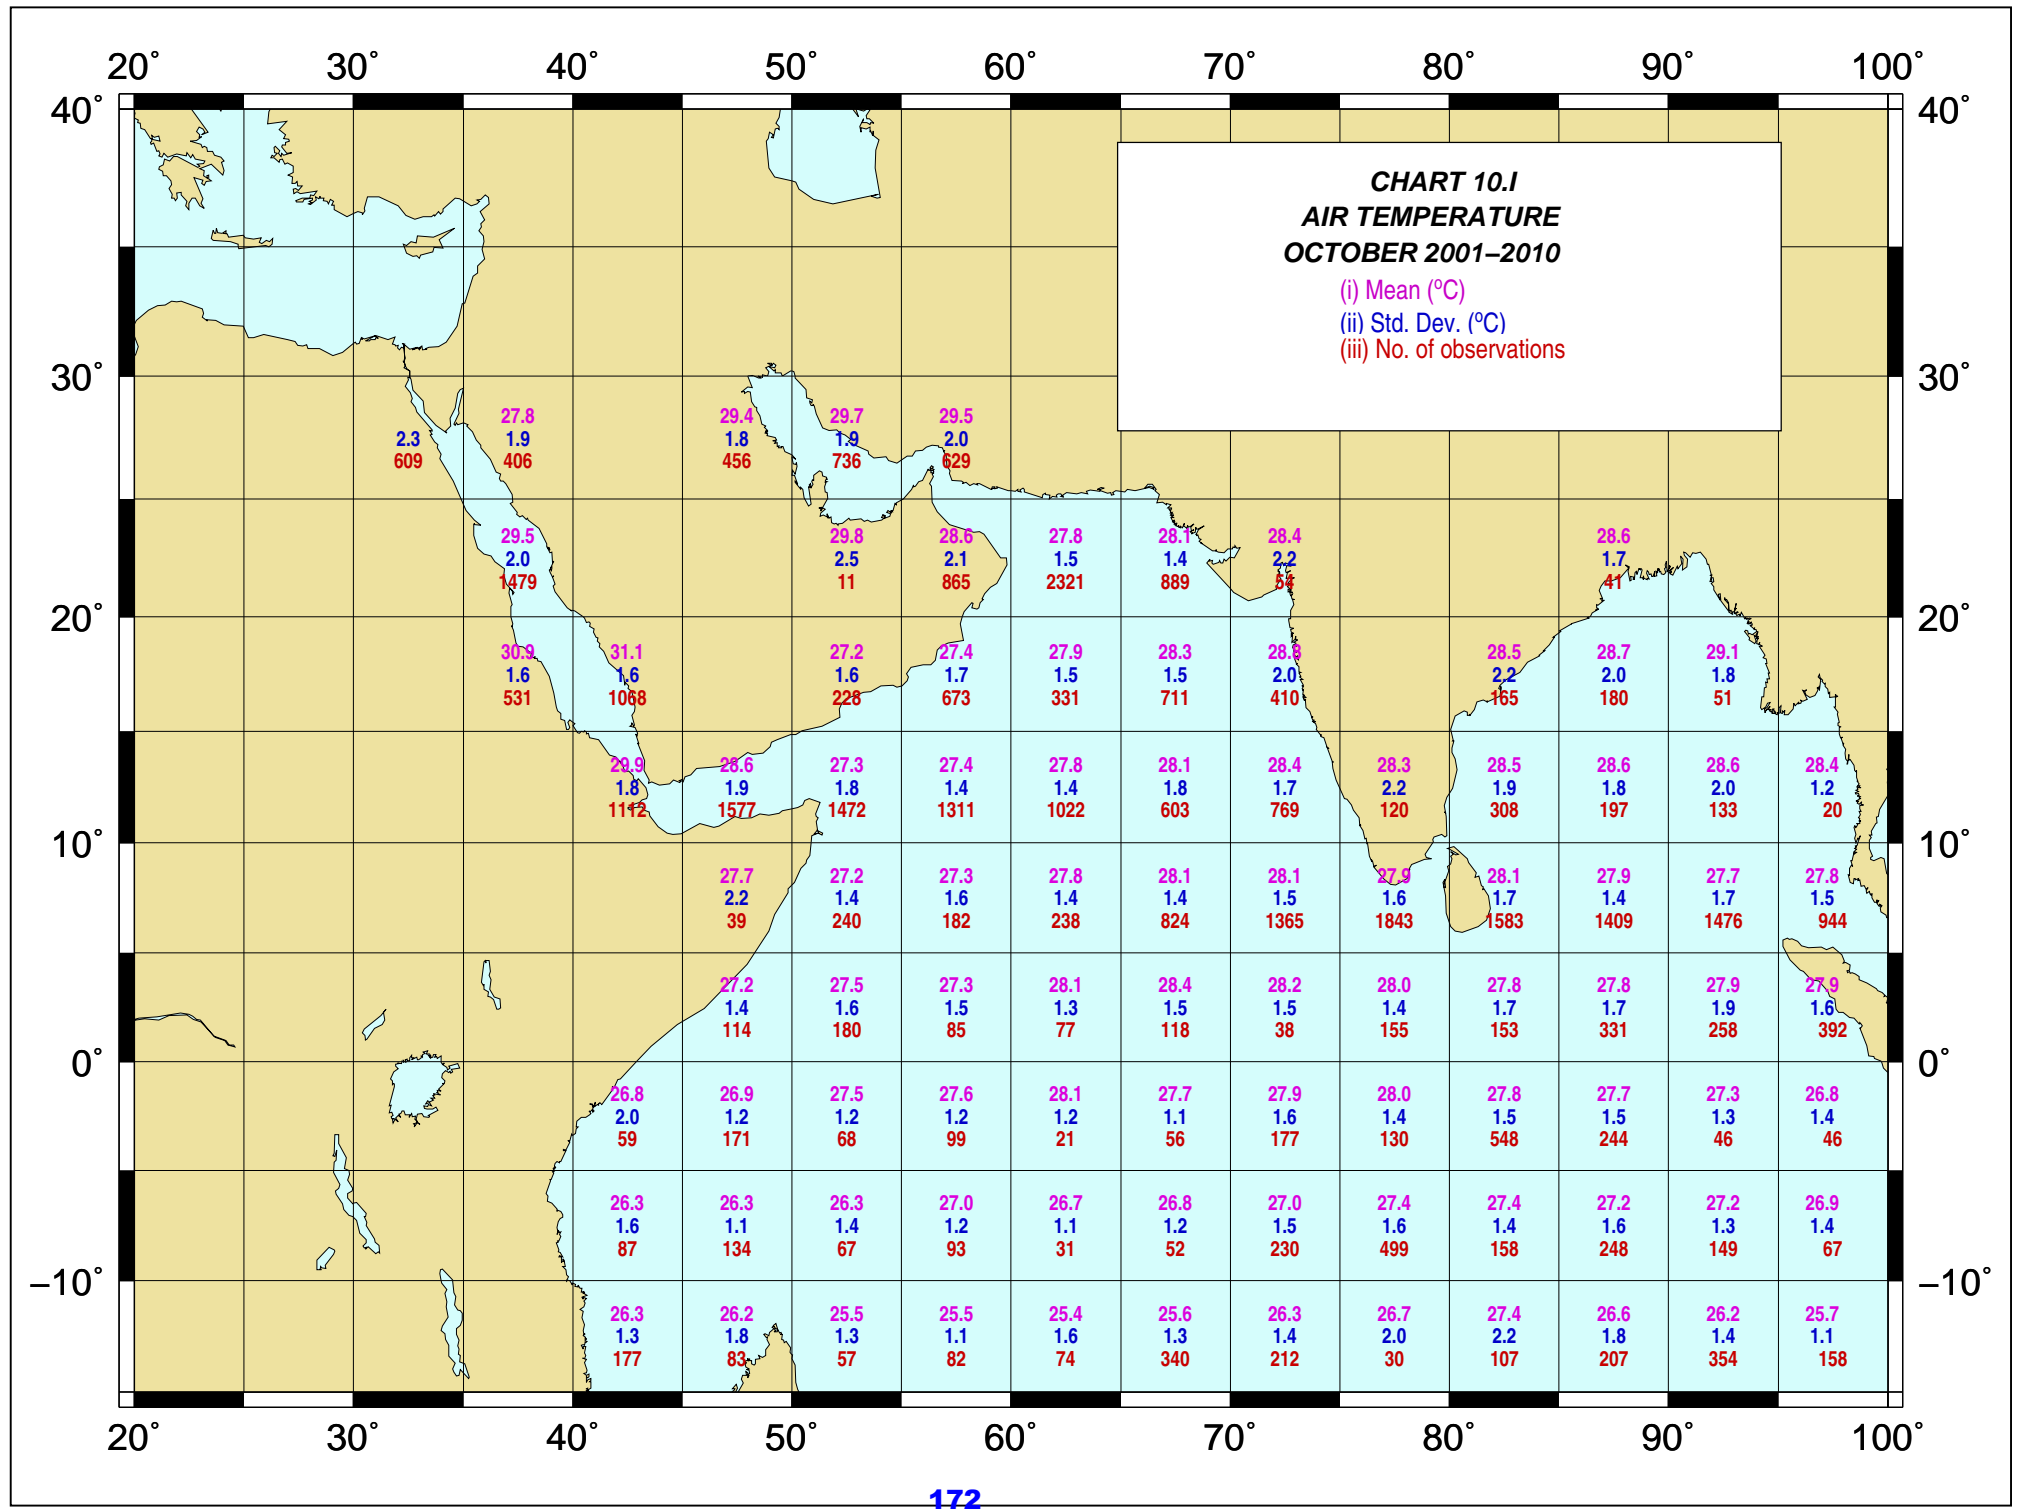 20° 30° 40° 50° 60° 70° 80° 90° 100°
40° 40°
CHART 10.I
AIR TEMPERATURE
OCTOBER 2001–2010
(i) Mean (ºC)
(ii) Std. Dev. (ºC)
(iii) No. of observations
30° 30°
27.8 29.4 29.7 29.5
2.3 1.9 1.8 1.9 2.0
609 406 456 736 629
29.5 29.8 28.6 27.8 28.1 28.4 28.6
2.0 2.5 2.1 1.5 1.4 2.2 1.7
1479 11 865 2321 889 54 41
20° 20°
30.9 31.1 27.2 27.4 27.9 28.3 28.8 28.5 28.7 29.1
1.6 1.6 1.6 1.7 1.5 1.5 2.0 2.2 2.0 1.8
531 1068 228 673 331 711 410 165 180 51
29.9 28.6 27.3 27.4 27.8 28.1 28.4 28.3 28.5 28.6 28.6 28.4
1.8 1.9 1.8 1.4 1.4 1.8 1.7 2.2 1.9 1.8 2.0 1.2
1112 1577 1472 1311 1022 603 769 120 308 197 133 20
10° 10°
27.7 27.2 27.3 27.8 28.1 28.1 27.9 28.1 27.9 27.7 27.8
2.2 1.4 1.6 1.4 1.4 1.5 1.6 1.7 1.4 1.7 1.5
39 240 182 238 824 1365 1843 1583 1409 1476 944
27.2 27.5 27.3 28.1 28.4 28.2 28.0 27.8 27.8 27.9 27.9
1.4 1.6 1.5 1.3 1.5 1.5 1.4 1.7 1.7 1.9 1.6
114 180 85 77 118 38 155 153 331 258 392
0° 0°
26.8 26.9 27.5 27.6 28.1 27.7 27.9 28.0 27.8 27.7 27.3 26.8
2.0 1.2 1.2 1.2 1.2 1.1 1.6 1.4 1.5 1.5 1.3 1.4
59 171 68 99 21 56 177 130 548 244 46 46
26.3 26.3 26.3 27.0 26.7 26.8 27.0 27.4 27.4 27.2 27.2 26.9
1.6 1.1 1.4 1.2 1.1 1.2 1.5 1.6 1.4 1.6 1.3 1.4
87 134 67 93 31 52 230 499 158 248 149 67
–10° –10°
26.3 26.2 25.5 25.5 25.4 25.6 26.3 26.7 27.4 26.6 26.2 25.7
1.3 1.8 1.3 1.1 1.6 1.3 1.4 2.0 2.2 1.8 1.4 1.1
177 83 57 82 74 340 212 30 107 207 354 158
20° 30° 40° 50° 60° 70° 80° 90° 100°
172